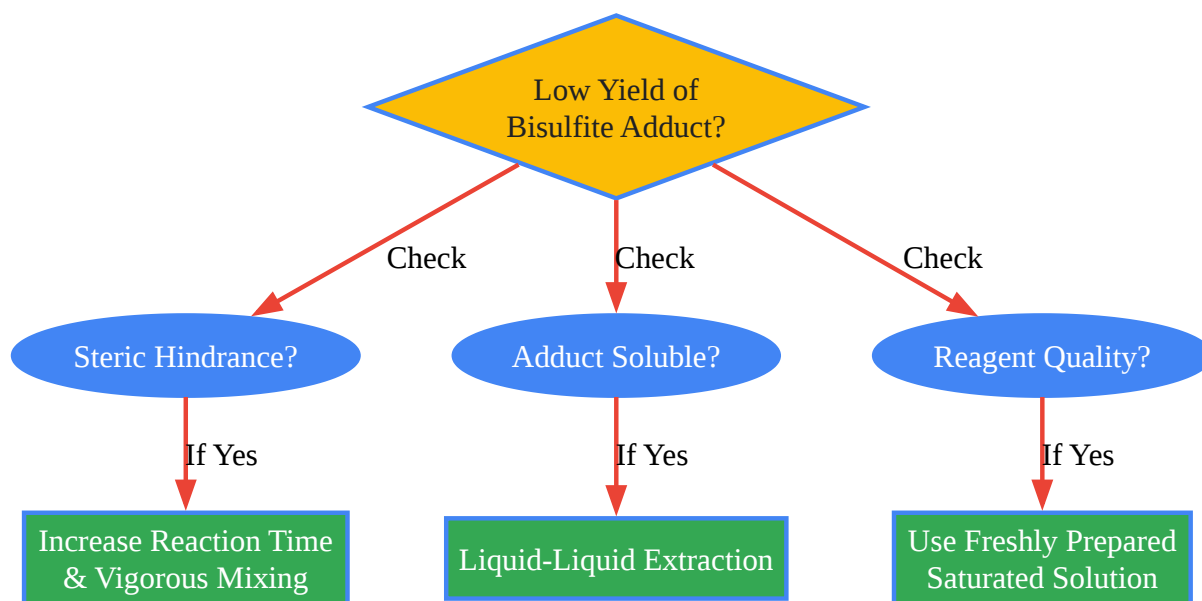 Low Yield of
Bisulfite Adduct?
Check
Check
Check
Steric Hindrance?
Adduct Soluble?
Reagent Quality?
If Yes
If Yes
If Yes
Increase Reaction Time
& Vigorous Mixing
Liquid-Liquid Extraction
Use Freshly Prepared
Saturated Solution